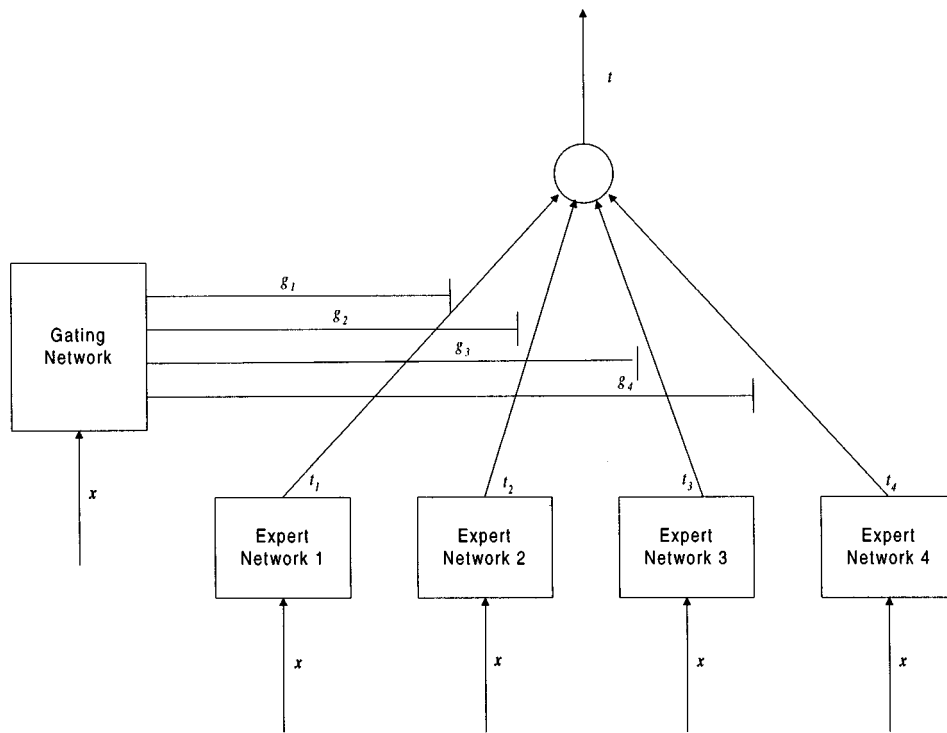 t
g1
g2
Gating
Network
g3
g4
x
t1
t2
t3
t4
Expert
Network 1
Expert
Network 2
Expert
Network 3
Expert
Network 4
x
x
x
x